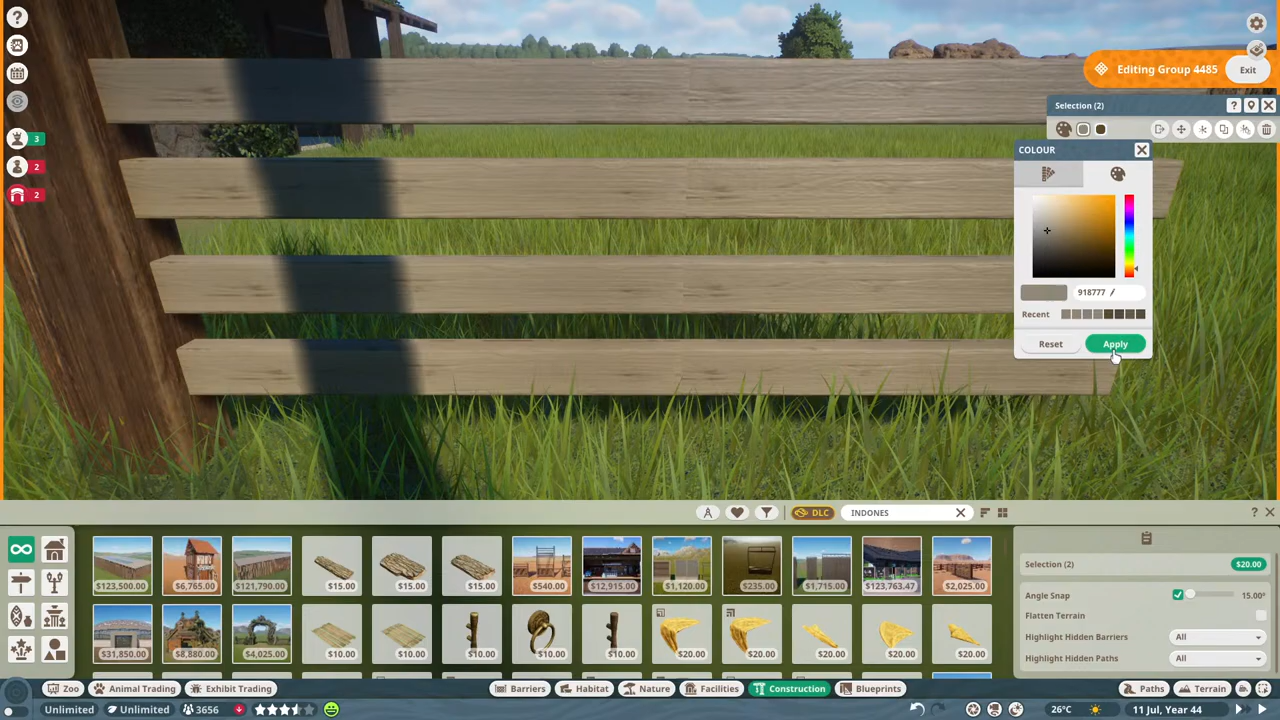 Editing Group 4485
Exit
Selection (2)
COLOUR
918777 /
Recent
Reset
Apply
3
2
2
DLC
INDONES
$123,500.00
$6,765.00
$121,790.00
$15.00
$15.00
$15.00
$540.00
$12,915.00
$1,120.00
$235.00
$1,715.00
$123,763.47
$2,025.00
$31,850.00
$8,880.00
$4,025.00
$10.00
$10.00
$10.00
$10.00
$10.00
$20.00
$20.00
$20.00
$20.00
$20.00
Selection (2)
$20.00
Angle Snap
15.00°
Flatten Terrain
Highlight Hidden Barriers
All
Highlight Hidden Paths
All
Zoo
Animal Trading
Exhibit Trading
Barriers
Habitat
Nature
Facilities
Construction
Blueprints
Paths
Terrain
Unlimited
Unlimited
3656
26°C
11 Jul, Year 44